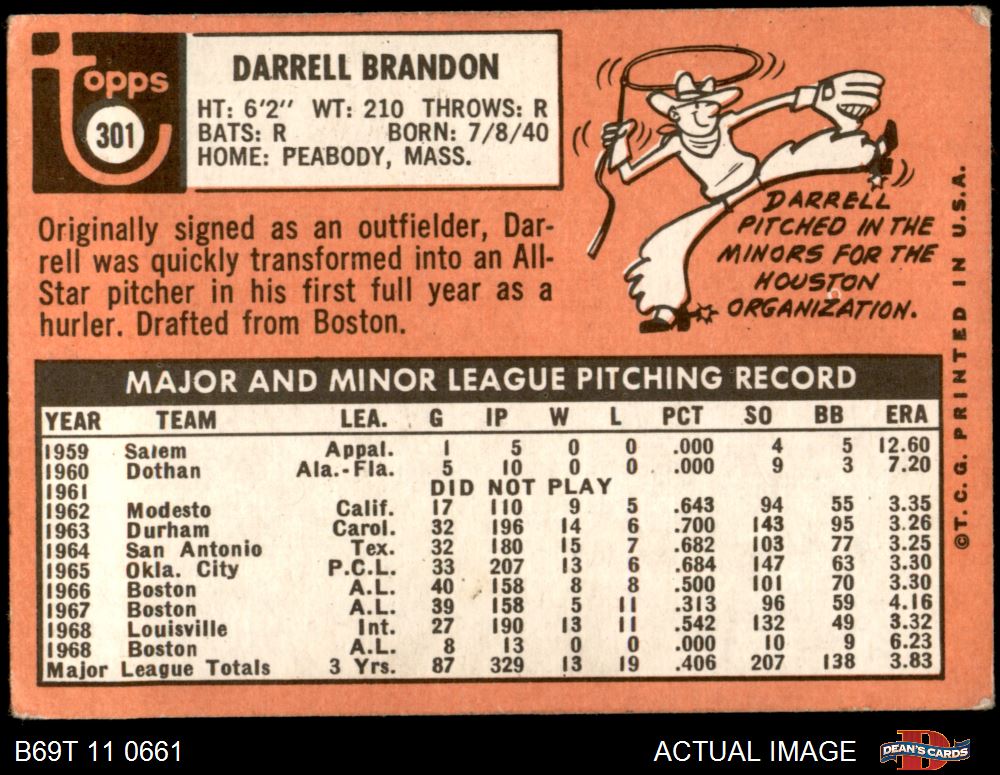 Topps
301
DARRELL BRANDON
HT: 6'2" WT: 210 THROWS: R
BATS: R BORN: 7/8/40
HOME: PEABODY, MASS.
Originally signed as an outfielder, Dar-
rell was quickly transformed into an All-
Star pitcher in his first full year as a
hurler. Drafted from Boston.
DARRELL
PITCHED IN THE
MINORS FOR THE
HOUSTON
ORGANIZATION.
©T. C. G. PRINTED IN U.S.A.
MAJOR AND MINOR LEAGUE PITCHING RECORD
YEAR TEAM LEA. G IP W L PCT SO BB ERA
1959 Salem Appal. 1 5 0 0 .000 4 5 12.60
1960 Dothan Ala.-Fla. 5 10 0 0 .000 9 3 7.20
1961 DID NOT PLAY
1962 Modesto Calif. 17 110 9 5 .643 94 55 3.35
1963 Durham Carol. 32 196 14 6 .700 143 95 3.26
1964 San Antonio Tex. 32 180 15 7 .682 103 77 3.25
1965 Okla. City P.C.L. 33 207 13 6 .684 147 63 3.30
1966 Boston A.L. 40 158 8 8 .500 101 70 3.30
1967 Boston A.L. 39 158 5 11 .313 96 59 4.16
1968 Louisville Int. 27 190 13 11 .542 132 49 3.32
1968 Boston A.L. 8 13 0 0 .000 10 9 6.23
Major League Totals 3 Yrs. 87 329 13 19 .406 207 138 3.83
B69T 11 0661
ACTUAL IMAGE
DEAN'S CARDS